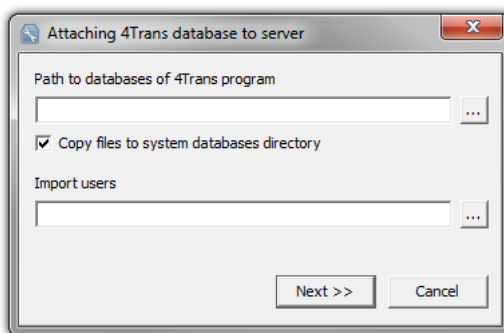 Attaching 4Trans database to server
Path to databases of 4Trans program
...
Copy files to system databases directory
Import users
...
Next >> Cancel